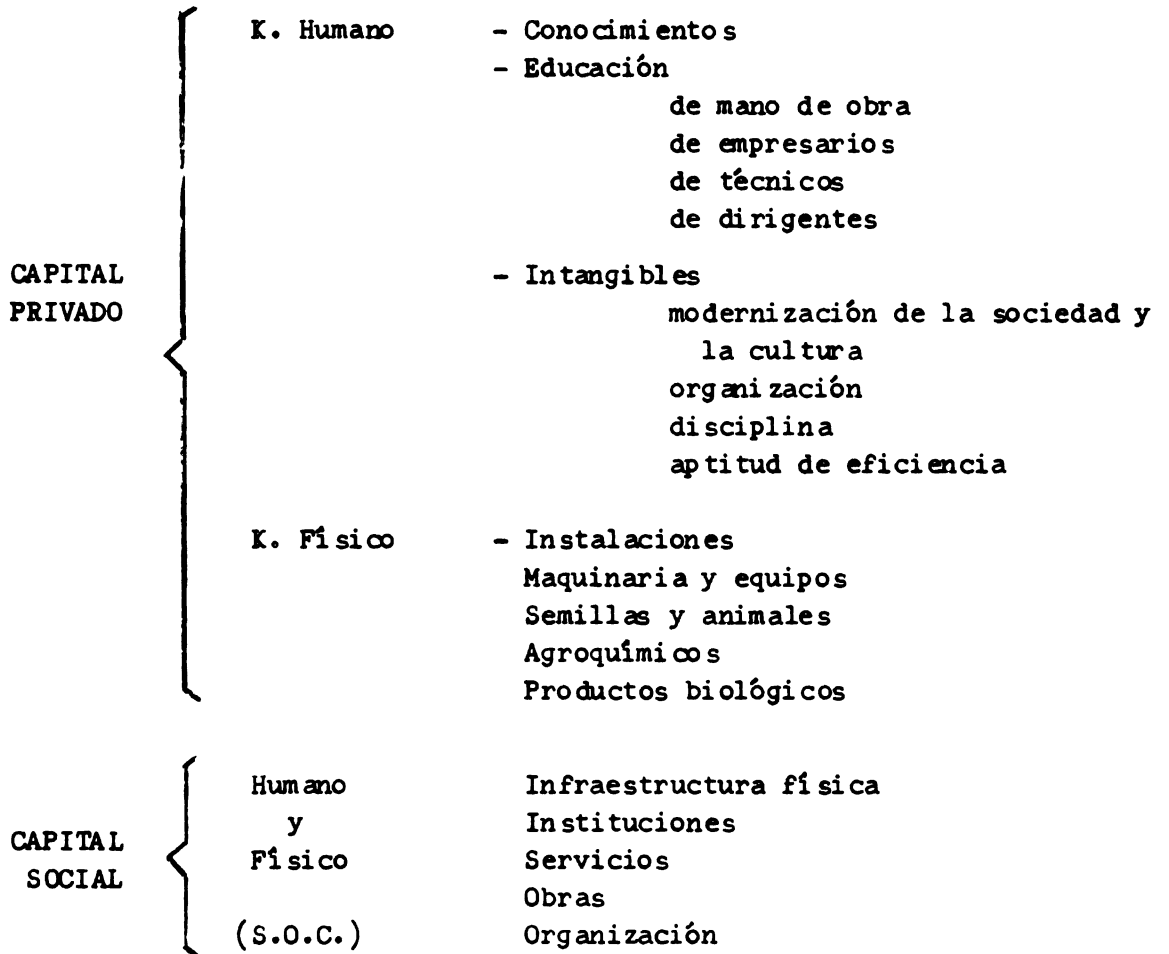 K. Humano - Conocimientos
- Educación
de mano de obra
de empresarios
de técnicos
de dirigentes
CAPITAL - Intangibles
PRIVADO modernización de la sociedad y
la cultura
organización
disciplina
aptitud de eficiencia
K. Físico - Instalaciones
Maquinaria y equipos
Semillas y animales
Agroquímicos
Productos biológicos
Humano Infraestructura física
y Instituciones
CAPITAL Físico Servicios
SOCIAL Obras
(S.O.C.) Organización